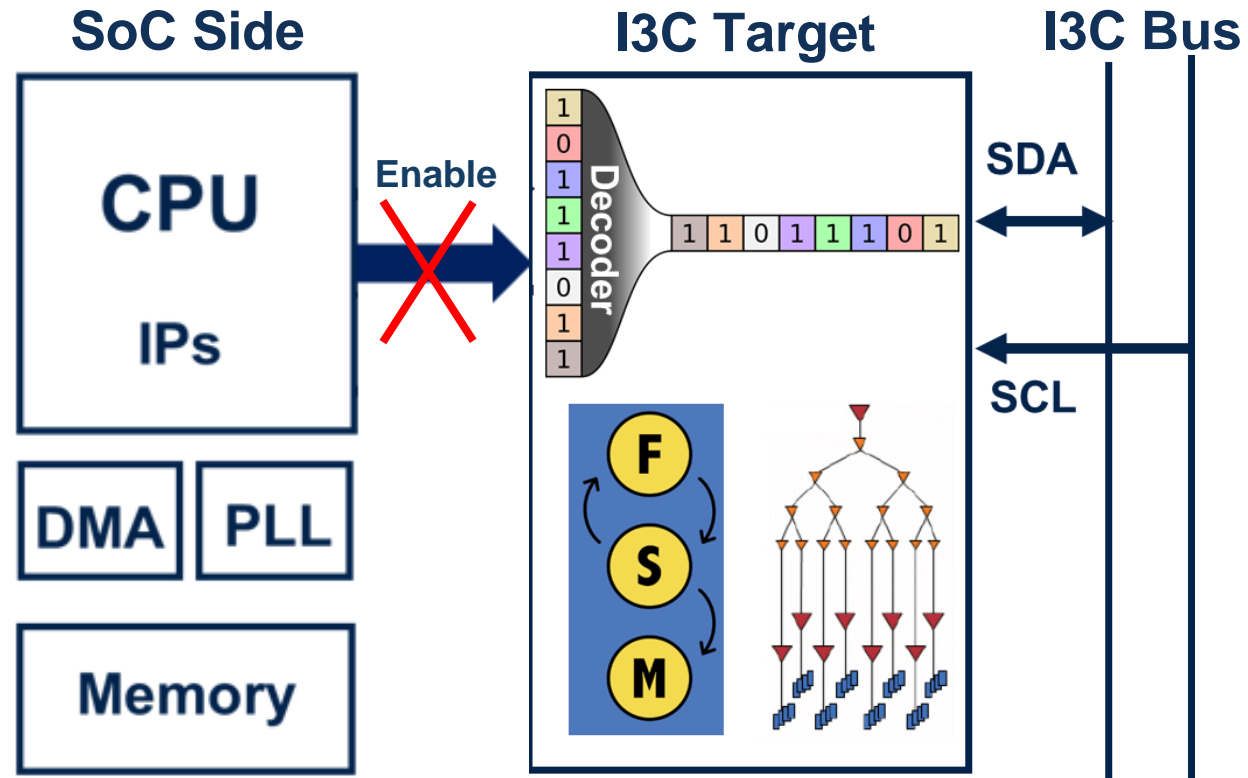 SoC Side
I3C Target
I3C Bus
CPU
IPs
Enable
1
0
1
1
1
0
1
1
Decoder
1 1 0 1 1 1 0 1
SDA
SCL
DMA
PLL
Memory
F
S
M